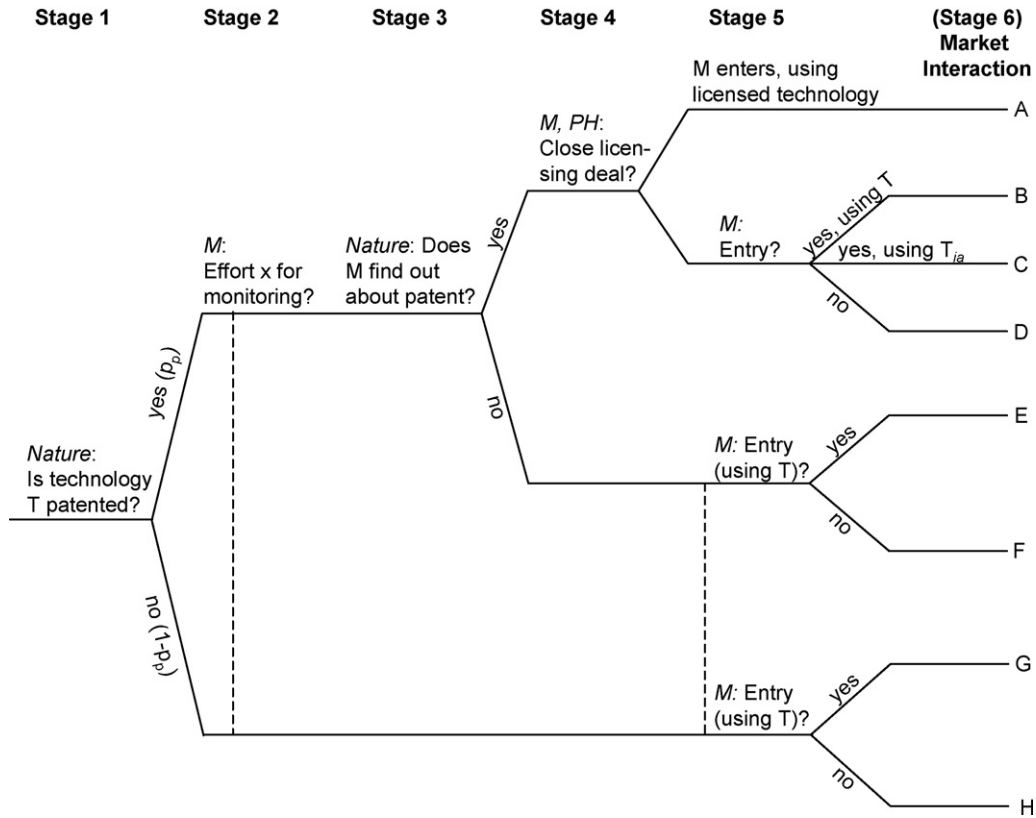 Stage 1
Stage 2
Stage 3
Stage 4
Stage 5
(Stage 6)
Market
Interaction
M enters, using
licensed technology
A
M, PH:
Close licen-
sing deal?
yes, using T
B
M:
Entry?
yes, using T_ia
C
no
D
yes
M:
Effort x for
monitoring?
Nature: Does
M find out
about patent?
no
yes (p_p)
M: Entry
(using T)?
yes
E
no
F
Nature:
Is technology
T patented?
no (1-p_p)
M: Entry
(using T)?
yes
G
no
H